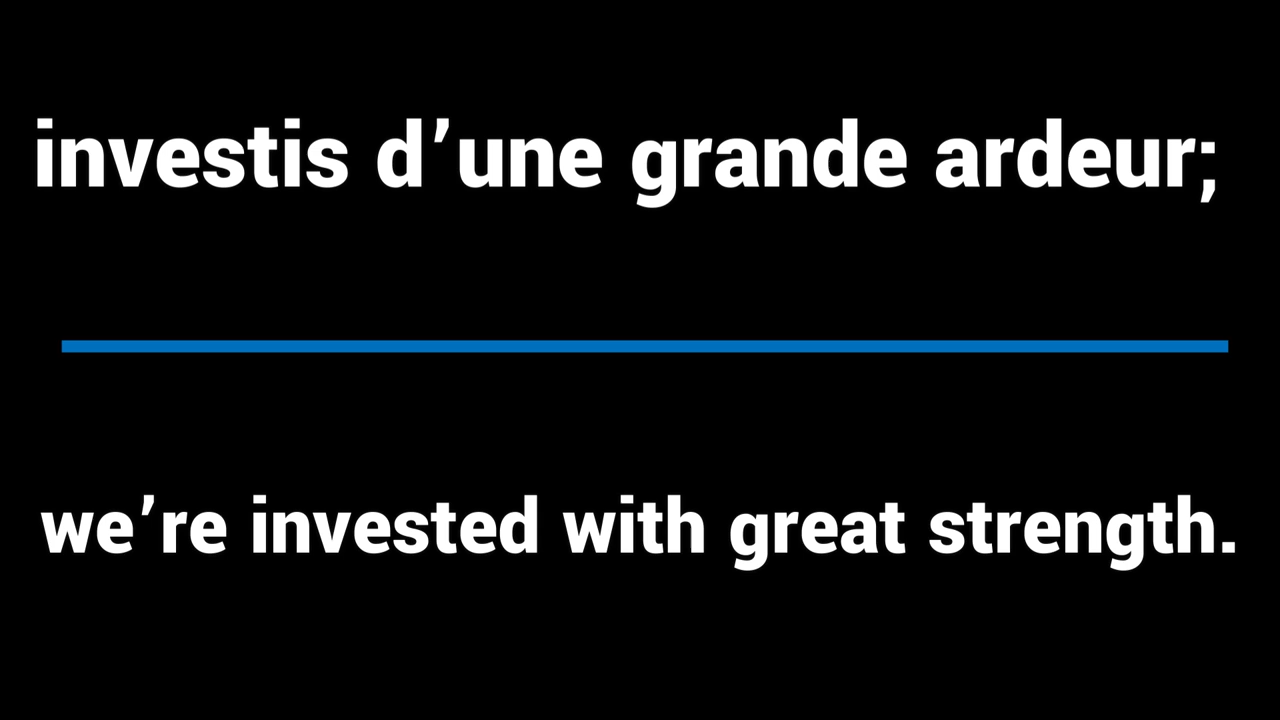 investis d’une grande ardeur;
we’re invested with great strength.